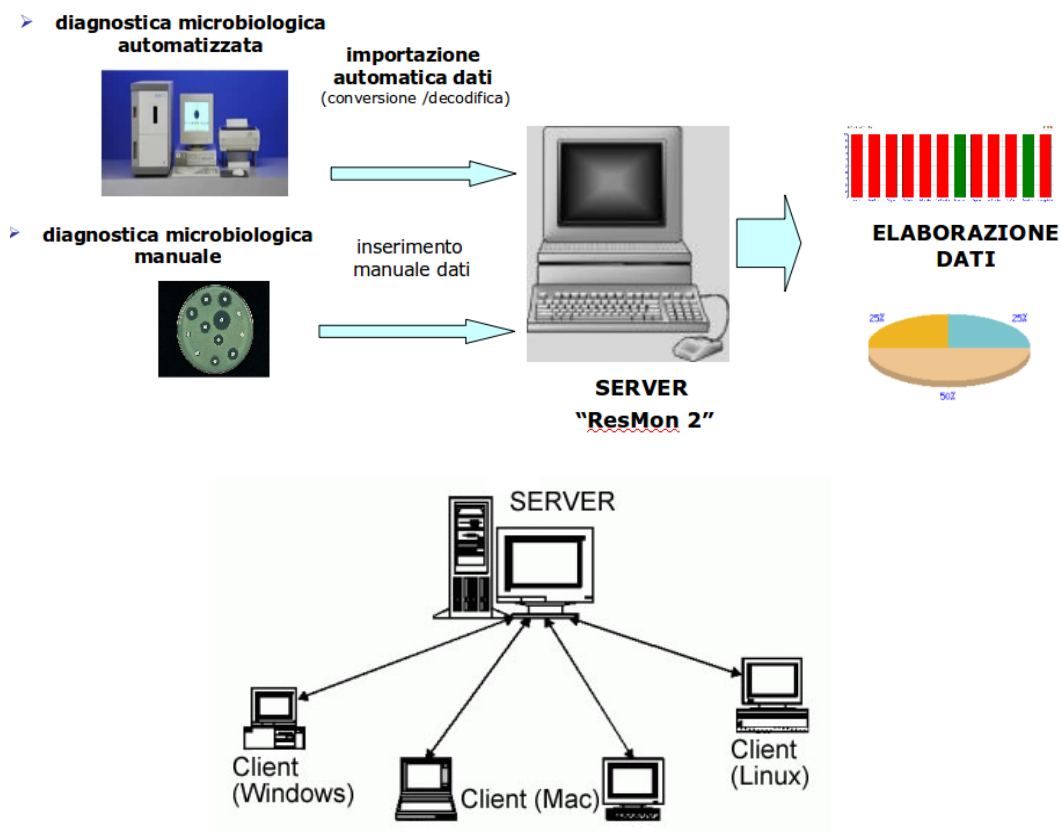 diagnostica microbiologica
automatizzata
importazione
automatica dati
(conversione /decodifica)
diagnostica microbiologica
manuale
inserimento
manuale dati
SERVER
“ResMon 2”
ELABORAZIONE
DATI
25%
25%
50%
SERVER
Client
(Windows)
Client (Mac)
Client
(Linux)